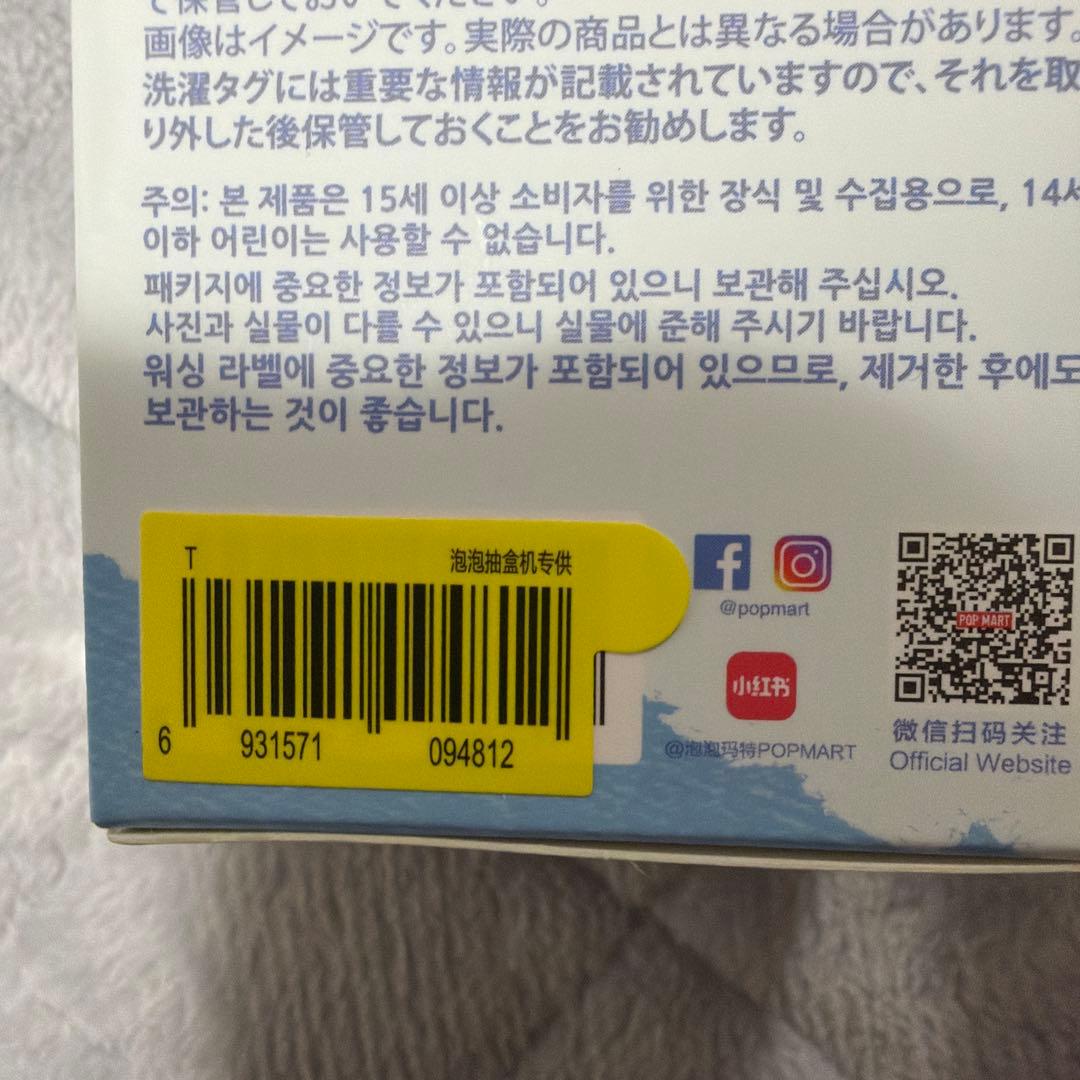 て保管しておいてください。
画像はイメージです。実際の商品とは異なる場合があります。
洗濯タグには重要な情報が記載されていますので、それを取
り外した後保管しておくことをお勧めします。
주의: 본 제품은 15세 이상 소비자를 위한 장식 및 수집용으로, 14세
이하 어린이는 사용할 수 없습니다.
패키지에 중요한 정보가 포함되어 있으니 보관해 주십시오.
사진과 실물이 다를 수 있으니 실물에 준해 주시기 바랍니다.
워싱 라벨에 중요한 정보가 포함되어 있으므로, 제거한 후에도
보관하는 것이 좋습니다.
T 泡泡抽盒机专供
6 931571 094812
@popmart
小红书
@泡泡玛特POPMART
POP MART
微信扫码关注
Official Website